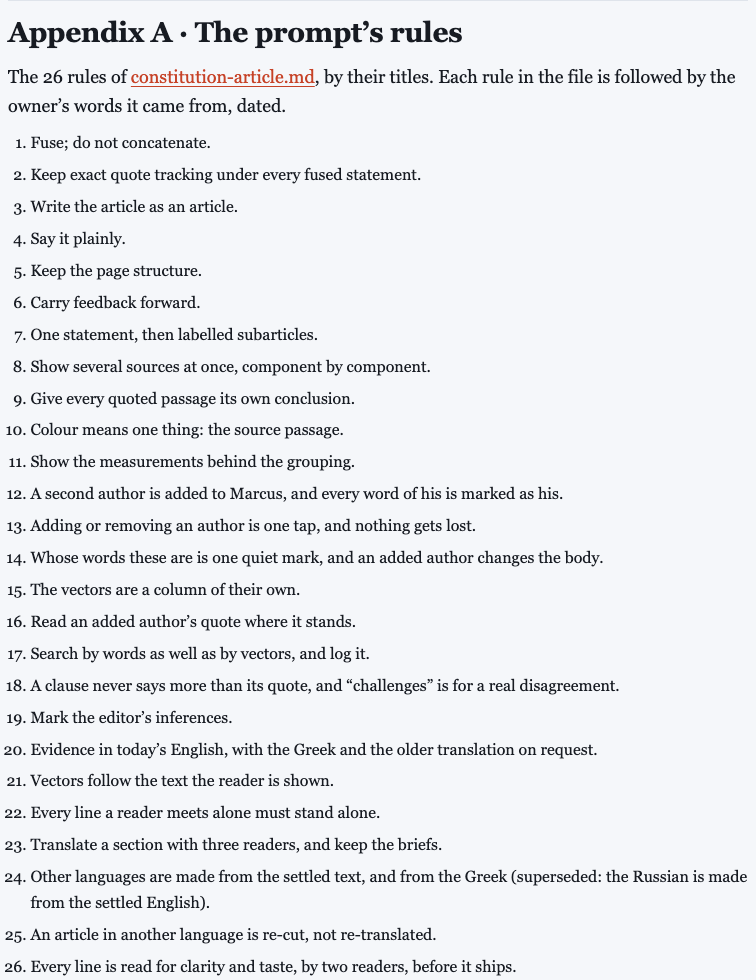 Appendix A · The prompt’s rules
The 26 rules of constitution-article.md, by their titles. Each rule in the file is followed by the
owner’s words it came from, dated.
1. Fuse; do not concatenate.
2. Keep exact quote tracking under every fused statement.
3. Write the article as an article.
4. Say it plainly.
5. Keep the page structure.
6. Carry feedback forward.
7. One statement, then labelled subarticles.
8. Show several sources at once, component by component.
9. Give every quoted passage its own conclusion.
10. Colour means one thing: the source passage.
11. Show the measurements behind the grouping.
12. A second author is added to Marcus, and every word of his is marked as his.
13. Adding or removing an author is one tap, and nothing gets lost.
14. Whose words these are is one quiet mark, and an added author changes the body.
15. The vectors are a column of their own.
16. Read an added author’s quote where it stands.
17. Search by words as well as by vectors, and log it.
18. A clause never says more than its quote, and “challenges” is for a real disagreement.
19. Mark the editor’s inferences.
20. Evidence in today’s English, with the Greek and the older translation on request.
21. Vectors follow the text the reader is shown.
22. Every line a reader meets alone must stand alone.
23. Translate a section with three readers, and keep the briefs.
24. Other languages are made from the settled text, and from the Greek (superseded: the Russian is made
from the settled English).
25. An article in another language is re-cut, not re-translated.
26. Every line is read for clarity and taste, by two readers, before it ships.